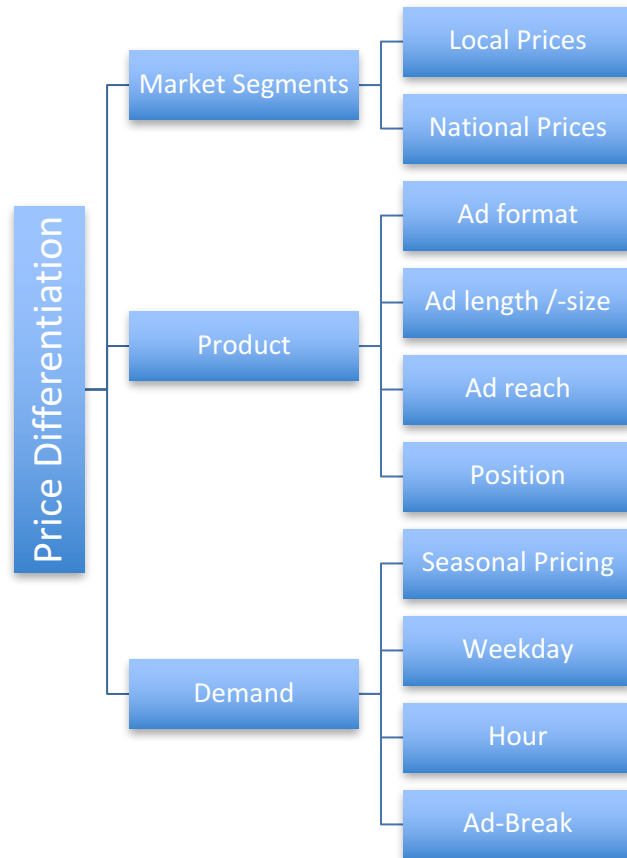 Price Differentiation
Market Segments
Local Prices
National Prices
Product
Ad format
Ad length /-size
Ad reach
Position
Demand
Seasonal Pricing
Weekday
Hour
Ad-Break